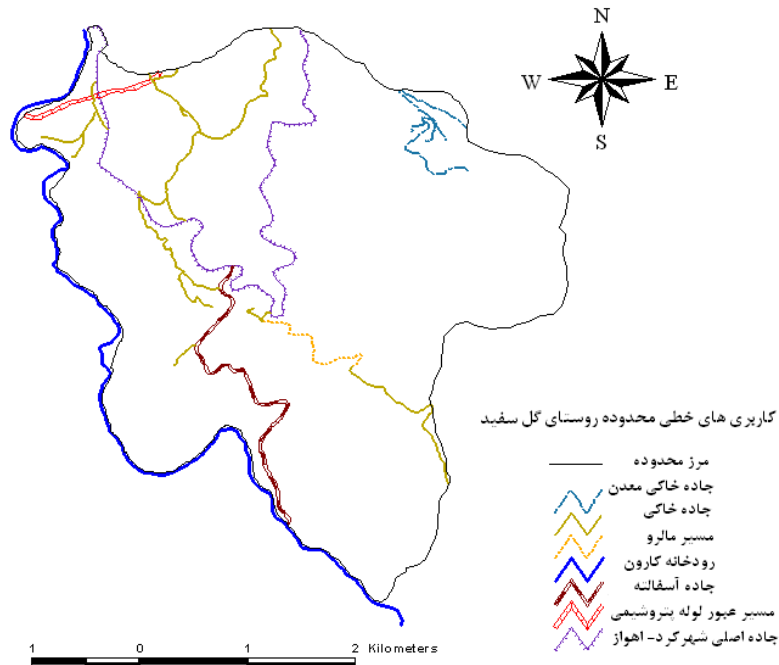 N
W E
S
کاربری های خطی محدوده روستای گل سفید
مرز محدوده
جاده خاکی معدن
جاده خاکی
مسیر مالرو
رودخانه کارون
جاده آسفالته
مسیر عبور لوله پتروشیمی
جاده اصلی شهرکرد- اهواز
1 0 1 2 Kilometers